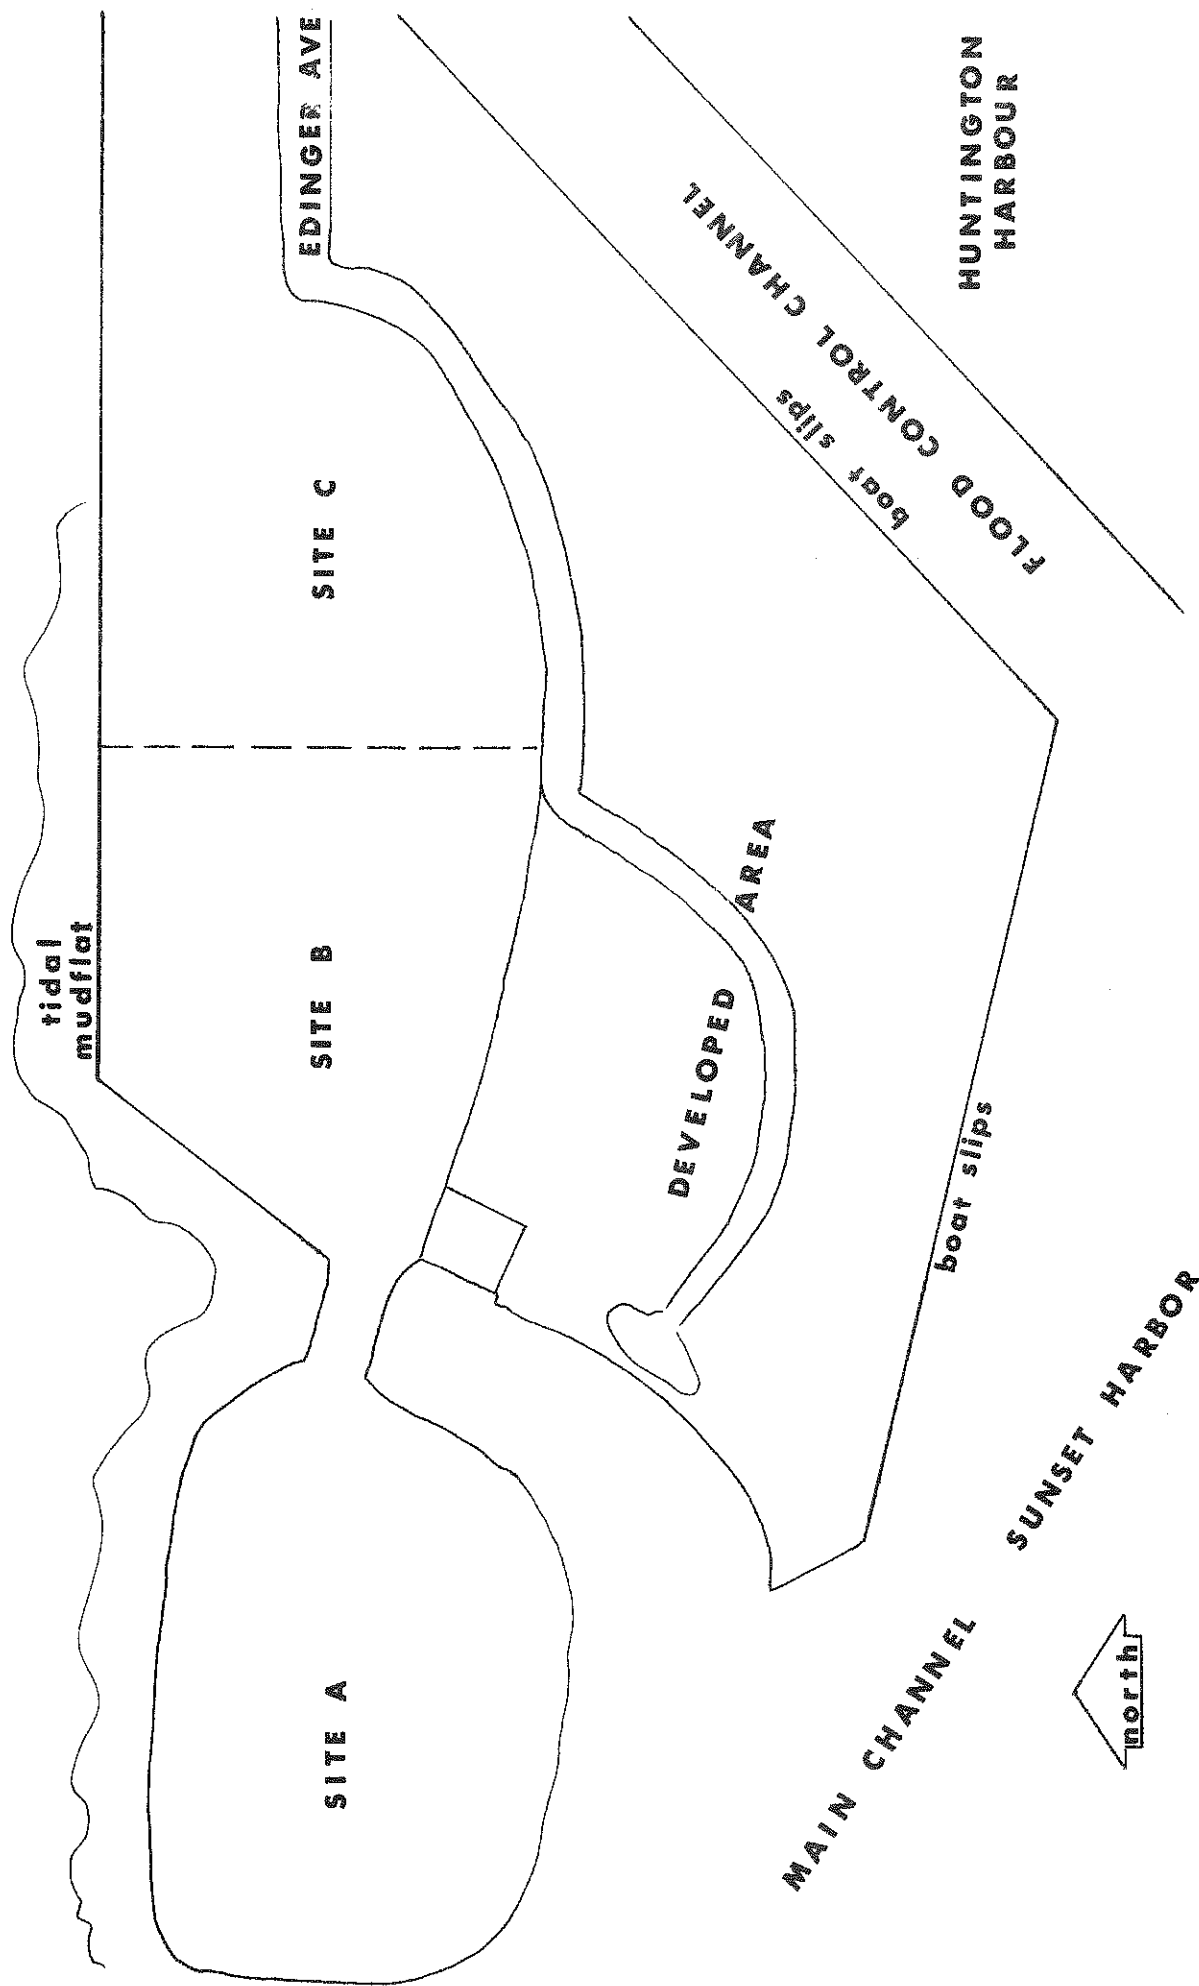 tidal
mudflat
SITE A
SITE B
SITE C
EDINGER AVE
DEVELOPED AREA
boat slips
FLOOD CONTROL CHANNEL
boat slips
HUNTINGTON
HARBOUR
MAIN CHANNEL
SUNSET HARBOR
north